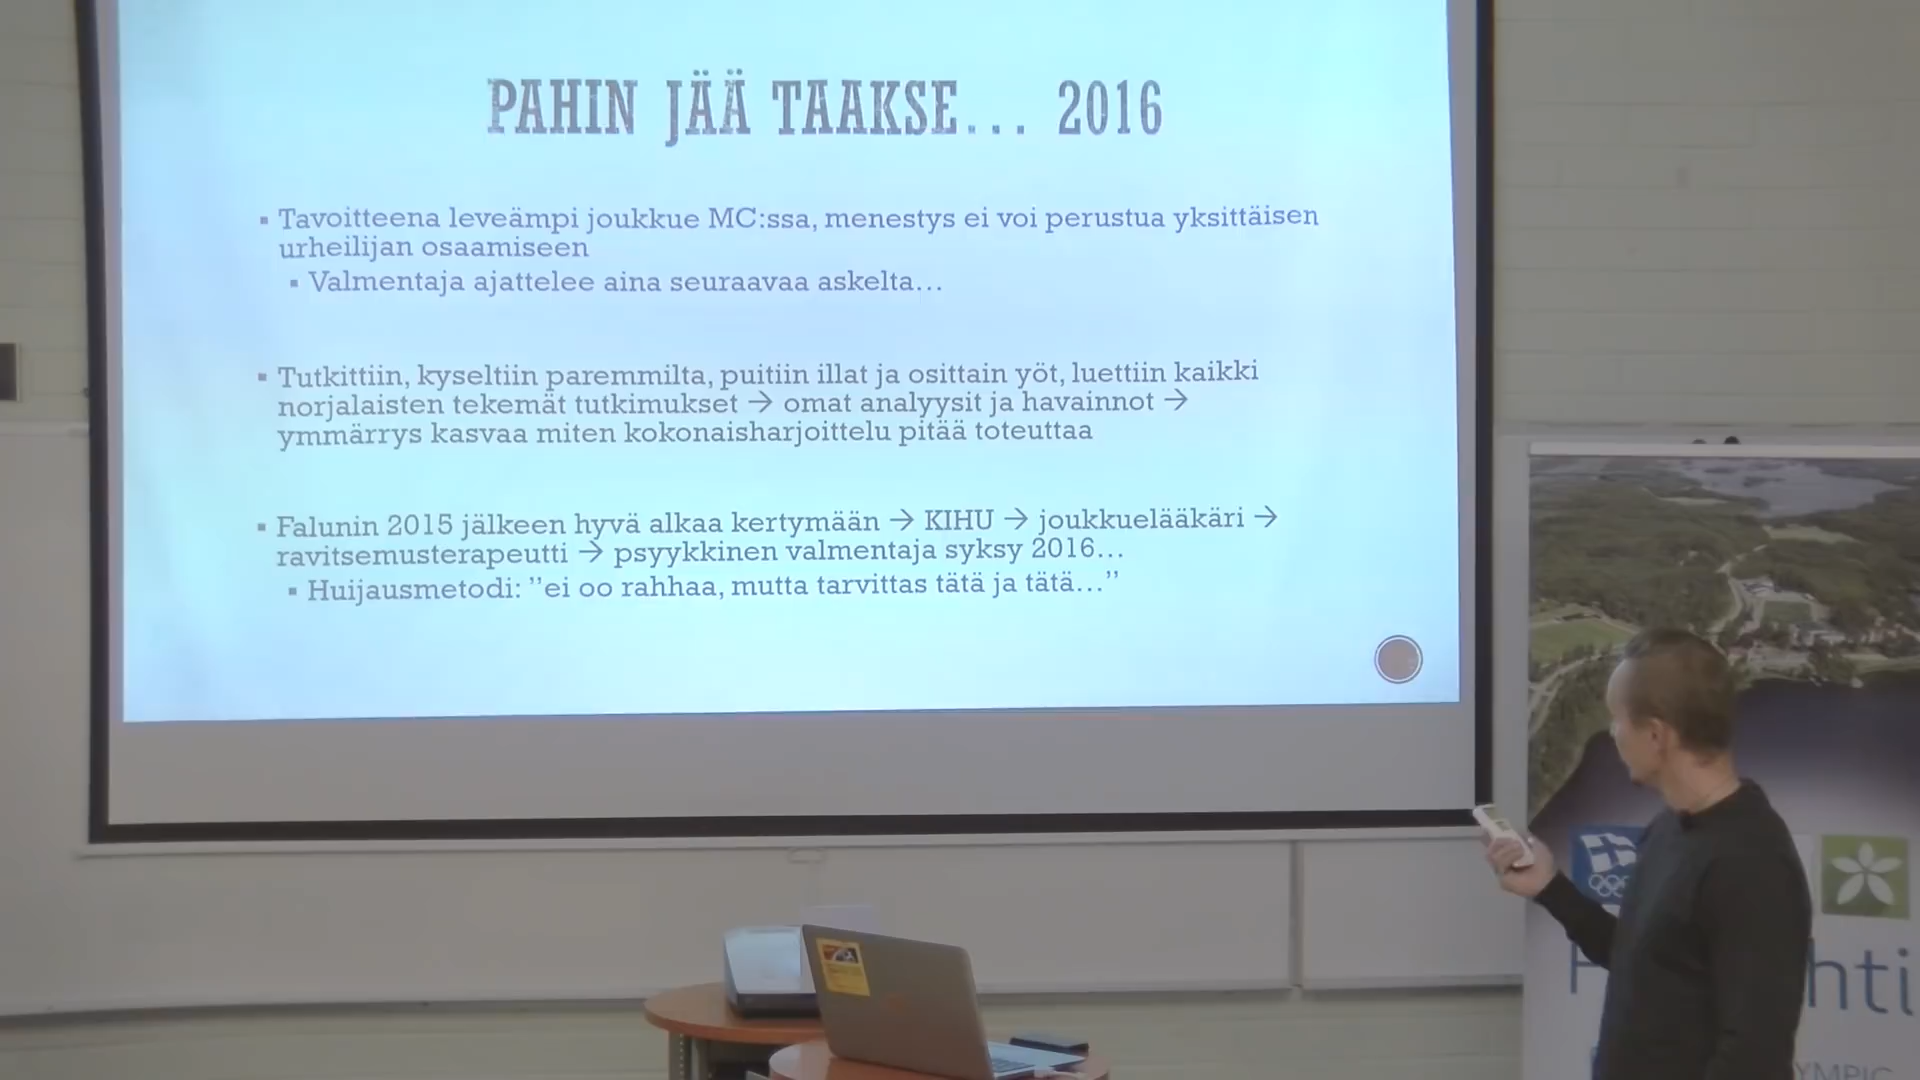 PAHIN JÄÄ TAAKSE... 2016
▪ Tavoitteena leveämpi joukkue MC:ssa, menestys ei voi perustua yksittäisen
urheilijan osaamiseen
▪ Valmentaja ajattelee aina seuraavaa askelta...
▪ Tutkittiin, kyseltiin paremmilta, puitiin illat ja osittain yöt, luettiin kaikki
norjalaisten tekemät tutkimukset → omat analyysit ja havainnot →
ymmärrys kasvaa miten kokonaisharjoittelu pitää toteuttaa
▪ Falunin 2015 jälkeen hyvä alkaa kertymään → KIHU → joukkuelääkäri →
ravitsemusterapeutti → psyykkinen valmentaja syksy 2016...
▪ Huijausmetodi: ”ei oo rahhaa, mutta tarvittas tätä ja tätä...”
hti
YMPIC